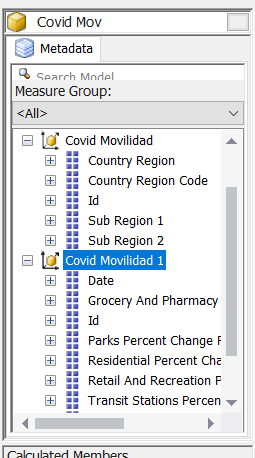 Covid Mov
Metadata
Search Model
Measure Group:
<All>
Covid Movilidad
Country Region
Country Region Code
Id
Sub Region 1
Sub Region 2
Covid Movilidad 1
Date
Grocery And Pharmacy
Id
Parks Percent Change
Residential Percent Cha
Retail And Recreation P
Transit Stations Percen
Calculated Members